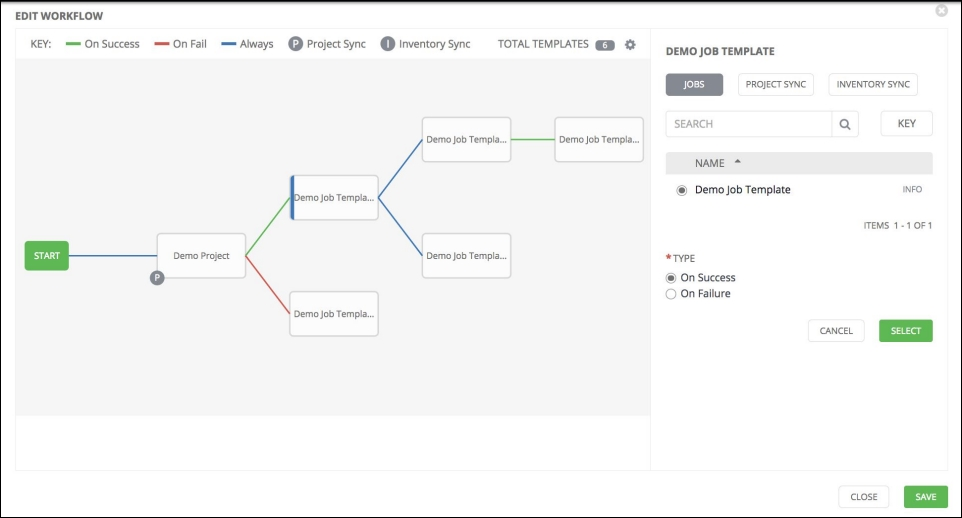 EDIT WORKFLOW
KEY: On Success On Fail Always P Project Sync I Inventory Sync TOTAL TEMPLATES 6
DEMO JOB TEMPLATE
JOBS PROJECT SYNC INVENTORY SYNC
SEARCH KEY
NAME
Demo Job Template INFO
ITEMS 1 - 1 OF 1
* TYPE
On Success
On Failure
CANCEL SELECT
Demo Job Templa... Demo Job Templa...
Demo Job Templa...
START Demo Project Demo Job Templa...
P
Demo Job Templa...
CLOSE SAVE